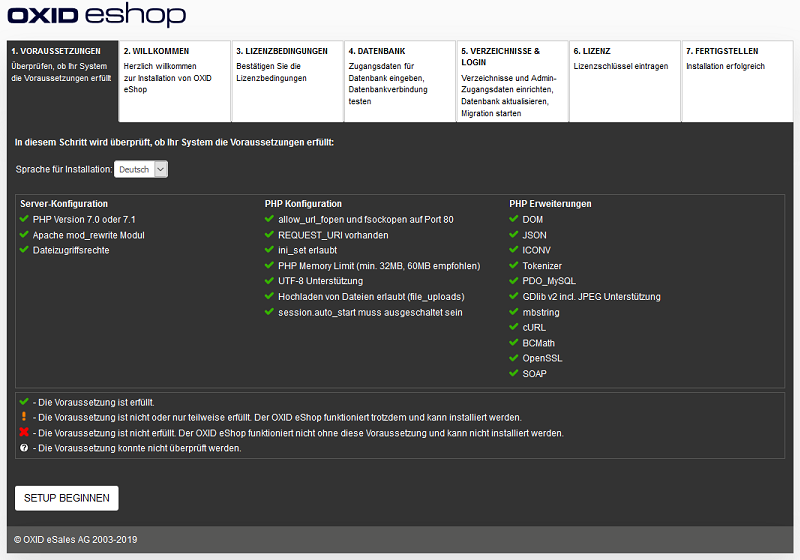 OXID eshop
1. VORAUSSETZUNGEN
Überprüfen, ob Ihr System
die Voraussetzungen erfüllt
2. WILLKOMMEN
Herzlich willkommen
zur Installation von OXID
eShop
3. LIZENZBEDINGUNGEN
Bestätigen Sie die
Lizenzbedingungen
4. DATENBANK
Zugangsdaten für
Datenbank eingeben,
Datenbankverbindung
testen
5. VERZEICHNISSE &
LOGIN
Verzeichnisse und Admin-
Zugangsdaten einrichten,
Datenbank aktualisieren,
Migration starten
6. LIZENZ
Lizenzschlüssel eintragen
7. FERTIGSTELLEN
Installation erfolgreich
In diesem Schritt wird überprüft, ob Ihr System die Voraussetzungen erfüllt:
Sprache für Installation: Deutsch
Server-Konfiguration
PHP Version 7.0 oder 7.1
Apache mod_rewrite Modul
Dateizugriffsrechte
PHP Konfiguration
allow_url_fopen und fsockopen auf Port 80
REQUEST_URI vorhanden
ini_set erlaubt
PHP Memory Limit (min. 32MB, 60MB empfohlen)
UTF-8 Unterstützung
Hochladen von Dateien erlaubt (file_uploads)
session.auto_start muss ausgeschaltet sein
PHP Erweiterungen
DOM
JSON
ICONV
Tokenizer
PDO_MySQL
GDlib v2 incl. JPEG Unterstützung
mbstring
cURL
BCMath
OpenSSL
SOAP
- Die Voraussetzung ist erfüllt.
- Die Voraussetzung ist nicht oder nur teilweise erfüllt. Der OXID eShop funktioniert trotzdem und kann installiert werden.
- Die Voraussetzung ist nicht erfüllt. Der OXID eShop funktioniert nicht ohne diese Voraussetzung und kann nicht installiert werden.
- Die Voraussetzung konnte nicht überprüft werden.
SETUP BEGINNEN
© OXID eSales AG 2003-2019